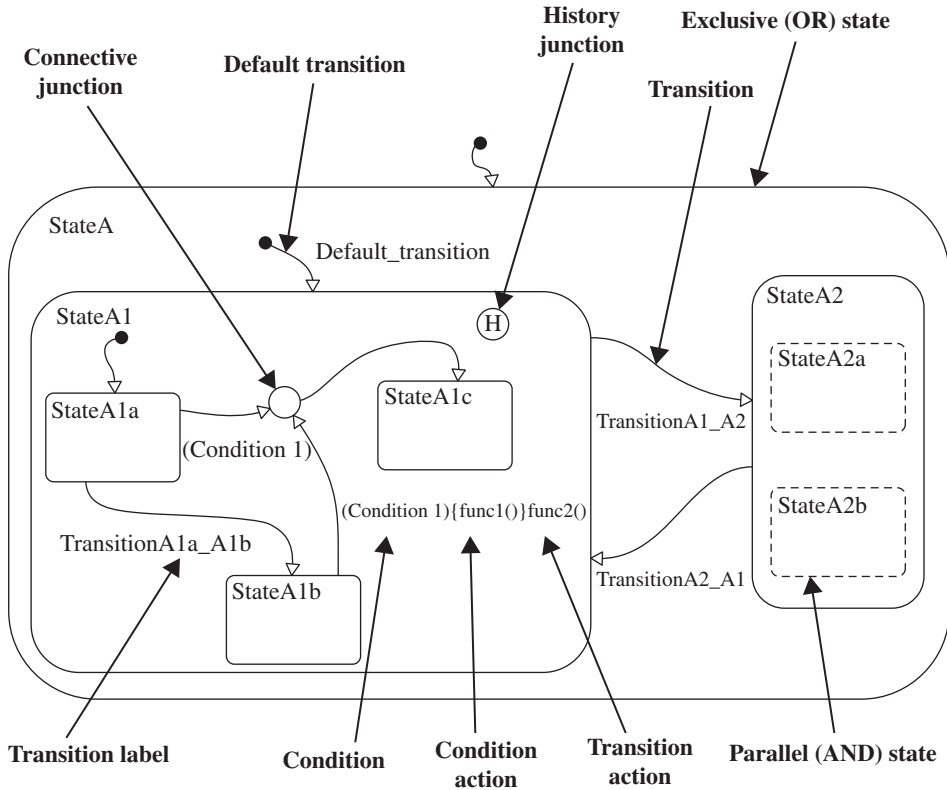 History
junction
Exclusive (OR) state
Connective
junction
Default transition
Transition
StateA
Default_transition
StateA2
StateA1
H
StateA2a
StateA1a
StateA1c
TransitionA1_A2
(Condition 1)
StateA2b
(Condition 1){func1()}func2()
TransitionA1a_A1b
StateA1b
TransitionA2_A1
Transition label
Condition
Condition
action
Transition
action
Parallel (AND) state